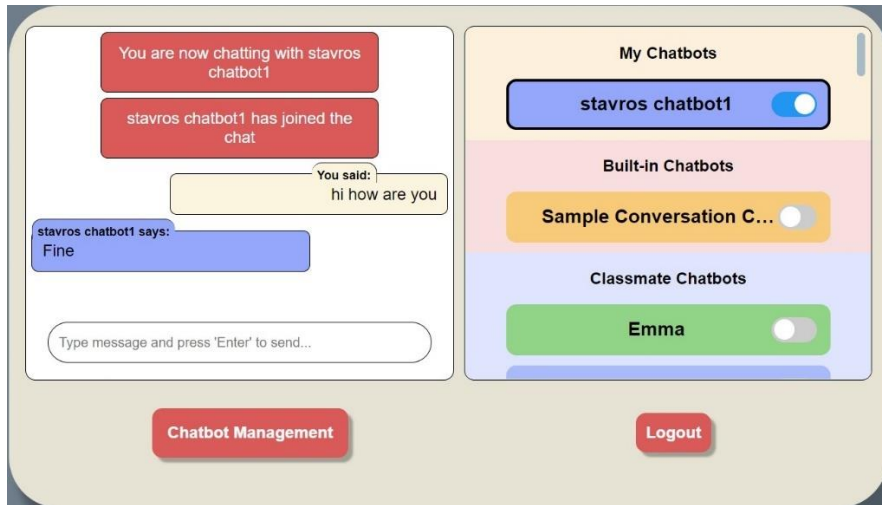 You are now chatting with stavros
chatbot1
stavros chatbot1 has joined the
chat
You said:
hi how are you
stavros chatbot1 says:
Fine
Type message and press 'Enter' to send...
My Chatbots
stavros chatbot1
Built-in Chatbots
Sample Conversation C...
Classmate Chatbots
Emma
Chatbot Management
Logout